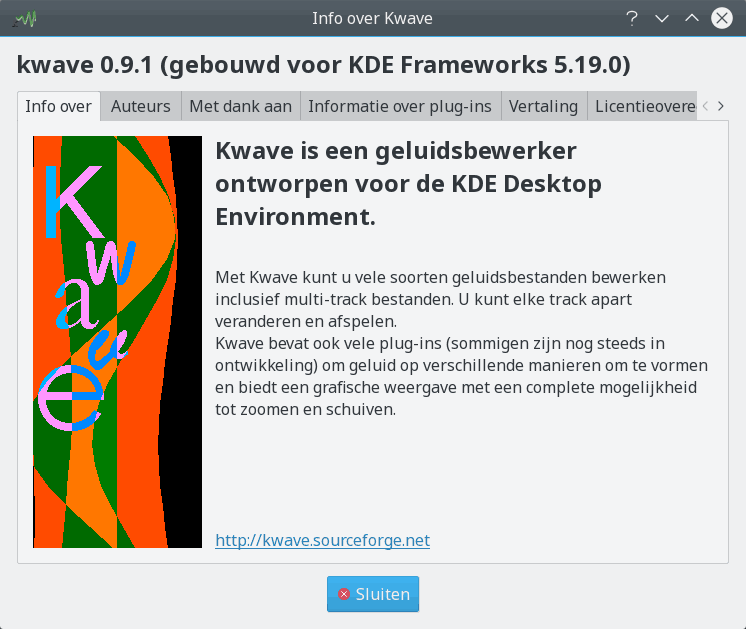 Info over Kwave
kwave 0.9.1 (gebouwd voor KDE Frameworks 5.19.0)
Info over
Auteurs
Met dank aan
Informatie over plug-ins
Vertaling
Licentieovere
Kwave
Kwave is een geluidsbewerker
ontworpen voor de KDE Desktop
Environment.
Met Kwave kunt u vele soorten geluidsbestanden bewerken
inclusief multi-track bestanden. U kunt elke track apart
veranderen en afspelen.
Kwave bevat ook vele plug-ins (sommigen zijn nog steeds in
ontwikkeling) om geluid op verschillende manieren om te vormen
en biedt een grafische weergave met een complete mogelijkheid
tot zoomen en schuiven.
http://kwave.sourceforge.net
Sluiten